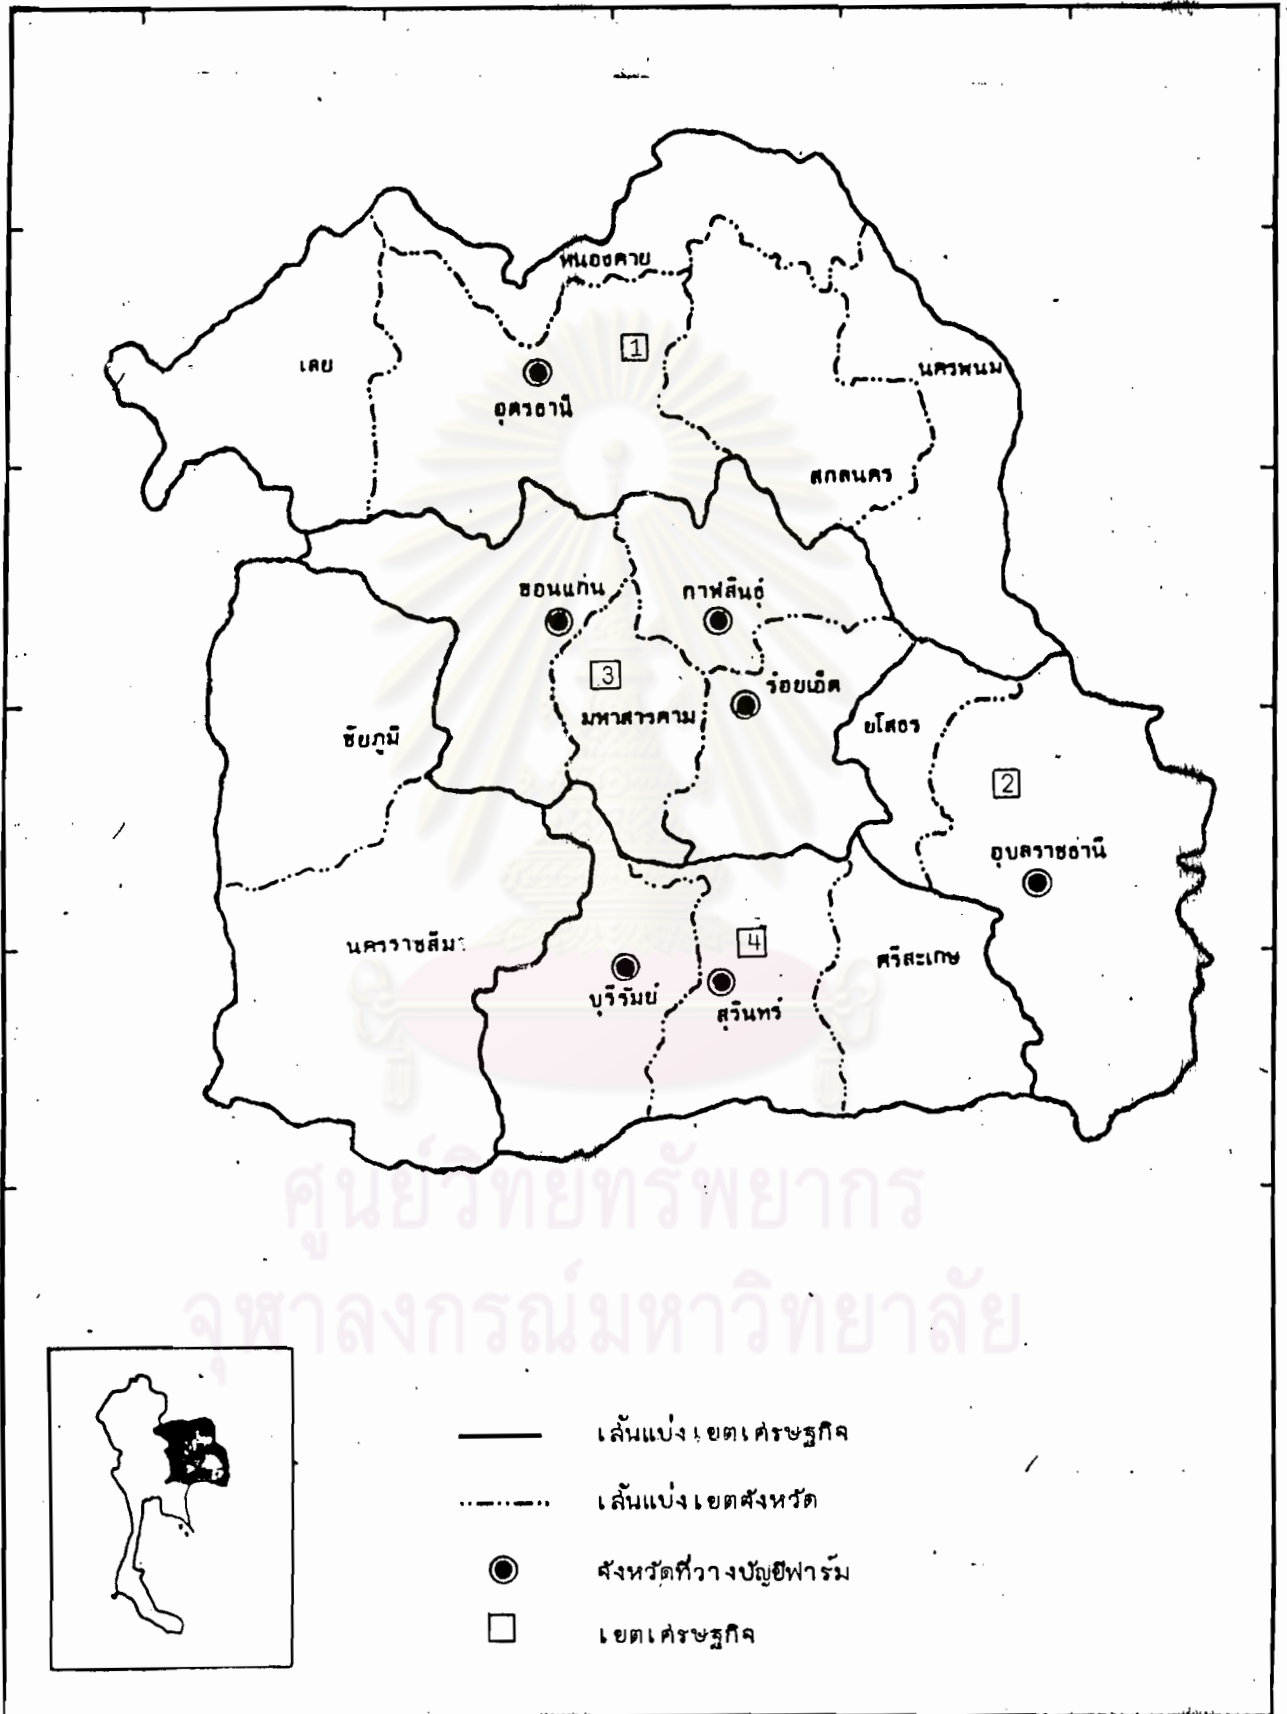 หนองคาย
เลย
1
นครพนม
อุดรธานี
สกลนคร
ขอนแก่น
กาฬสินธุ์
3
ร้อยเอ็ด
มหาสารคาม
ยโสธร
ชัยภูมิ
2
อุบลราชธานี
นครราชสีมา
4
ศรีสะเกษ
บุรีรัมย์
สุรินทร์
ศูนย์วิทยทรัพยากร
จุฬาลงกรณ์มหาวิทยาลัย
เส้นแบ่งเขตเศรษฐกิจ
เส้นแบ่งเขตจังหวัด
จังหวัดที่วางบัญชีฟาร์ม
เขตเศรษฐกิจ